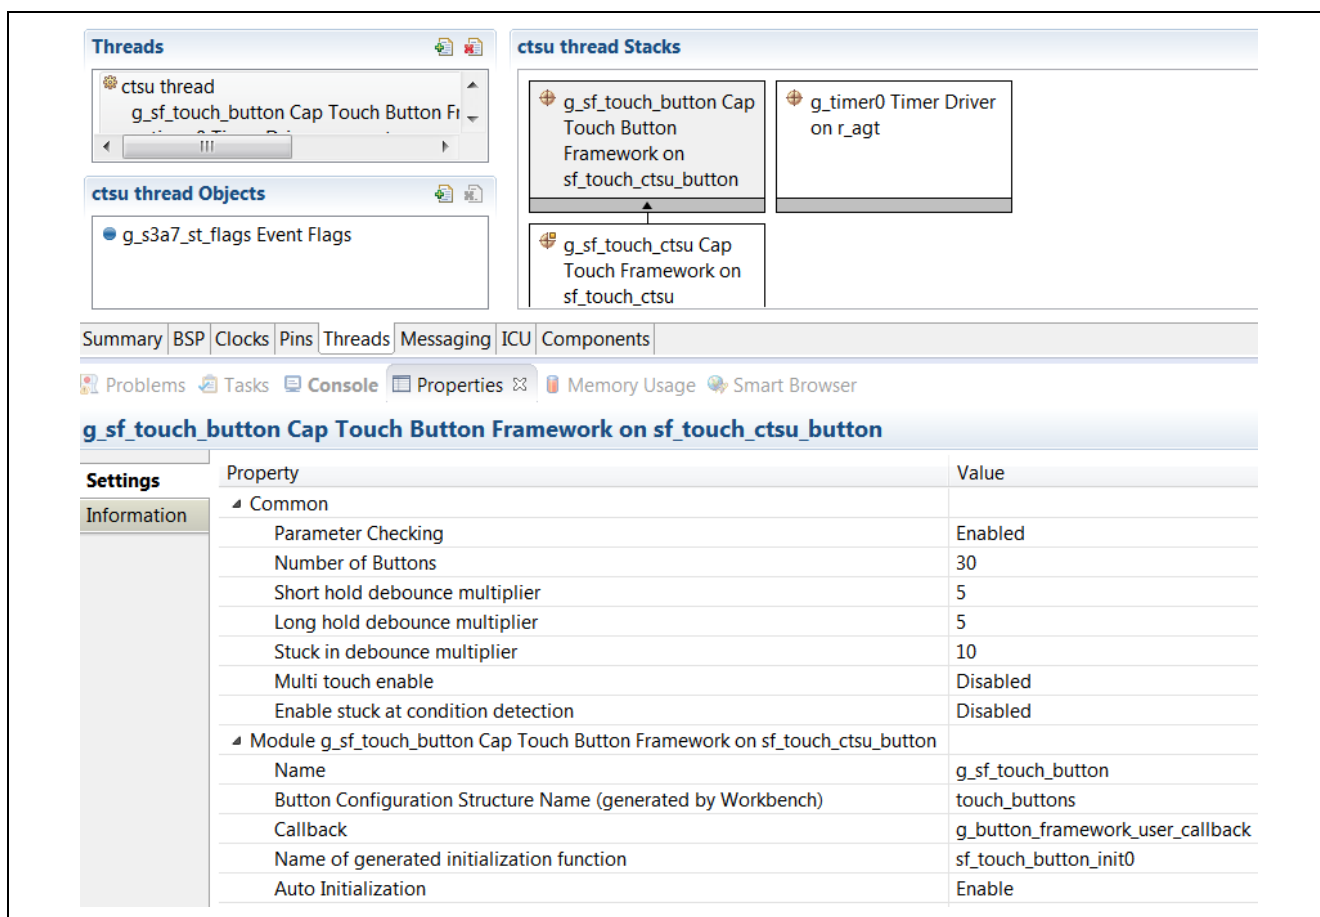 Threads
ctsu thread
g_sf_touch_button Cap Touch Button Fr
ctsu thread Objects
g_s3a7_st_flags Event Flags
ctsu thread Stacks
g_sf_touch_button Cap
Touch Button
Framework on
sf_touch_ctsu_button
g_timer0 Timer Driver
on r_agt
g_sf_touch_ctsu Cap
Touch Framework on
sf_touch_ctsu
Summary BSP Clocks Pins Threads Messaging ICU Components
Problems Tasks Console Properties Memory Usage Smart Browser
g_sf_touch_button Cap Touch Button Framework on sf_touch_ctsu_button
Settings
Information
Property Value
Common
Parameter Checking Enabled
Number of Buttons 30
Short hold debounce multiplier 5
Long hold debounce multiplier 5
Stuck in debounce multiplier 10
Multi touch enable Disabled
Enable stuck at condition detection Disabled
Module g_sf_touch_button Cap Touch Button Framework on sf_touch_ctsu_button
Name g_sf_touch_button
Button Configuration Structure Name (generated by Workbench) touch_buttons
Callback g_button_framework_user_callback
Name of generated initialization function sf_touch_button_init0
Auto Initialization Enable